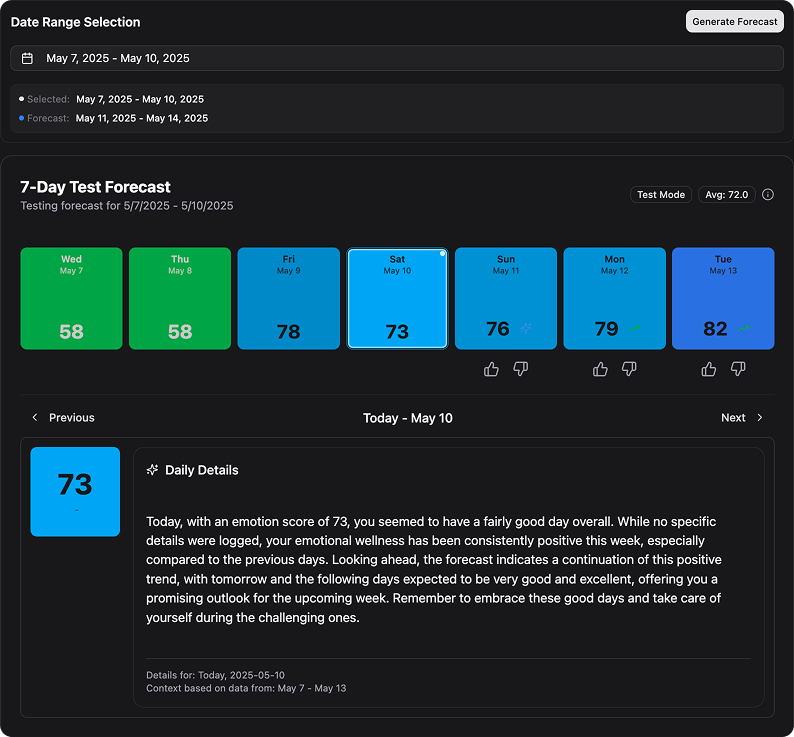 Date Range Selection
Generate Forecast
May 7, 2025 - May 10, 2025
Selected: May 7, 2025 - May 10, 2025
Forecast: May 11, 2025 - May 14, 2025
7-Day Test Forecast
Testing forecast for 5/7/2025 - 5/10/2025
Test Mode
Avg: 72.0
Wed
May 7
58
Thu
May 8
58
Fri
May 9
78
Sat
May 10
73
Sun
May 11
76
Mon
May 12
79
Tue
May 13
82
Previous
Today - May 10
Next
73
-
Daily Details
Today, with an emotion score of 73, you seemed to have a fairly good day overall. While no specific
details were logged, your emotional wellness has been consistently positive this week, especially
compared to the previous days. Looking ahead, the forecast indicates a continuation of this positive
trend, with tomorrow and the following days expected to be very good and excellent, offering you a
promising outlook for the upcoming week. Remember to embrace these good days and take care of
yourself during the challenging ones.
Details for: Today, 2025-05-10
Context based on data from: May 7 - May 13